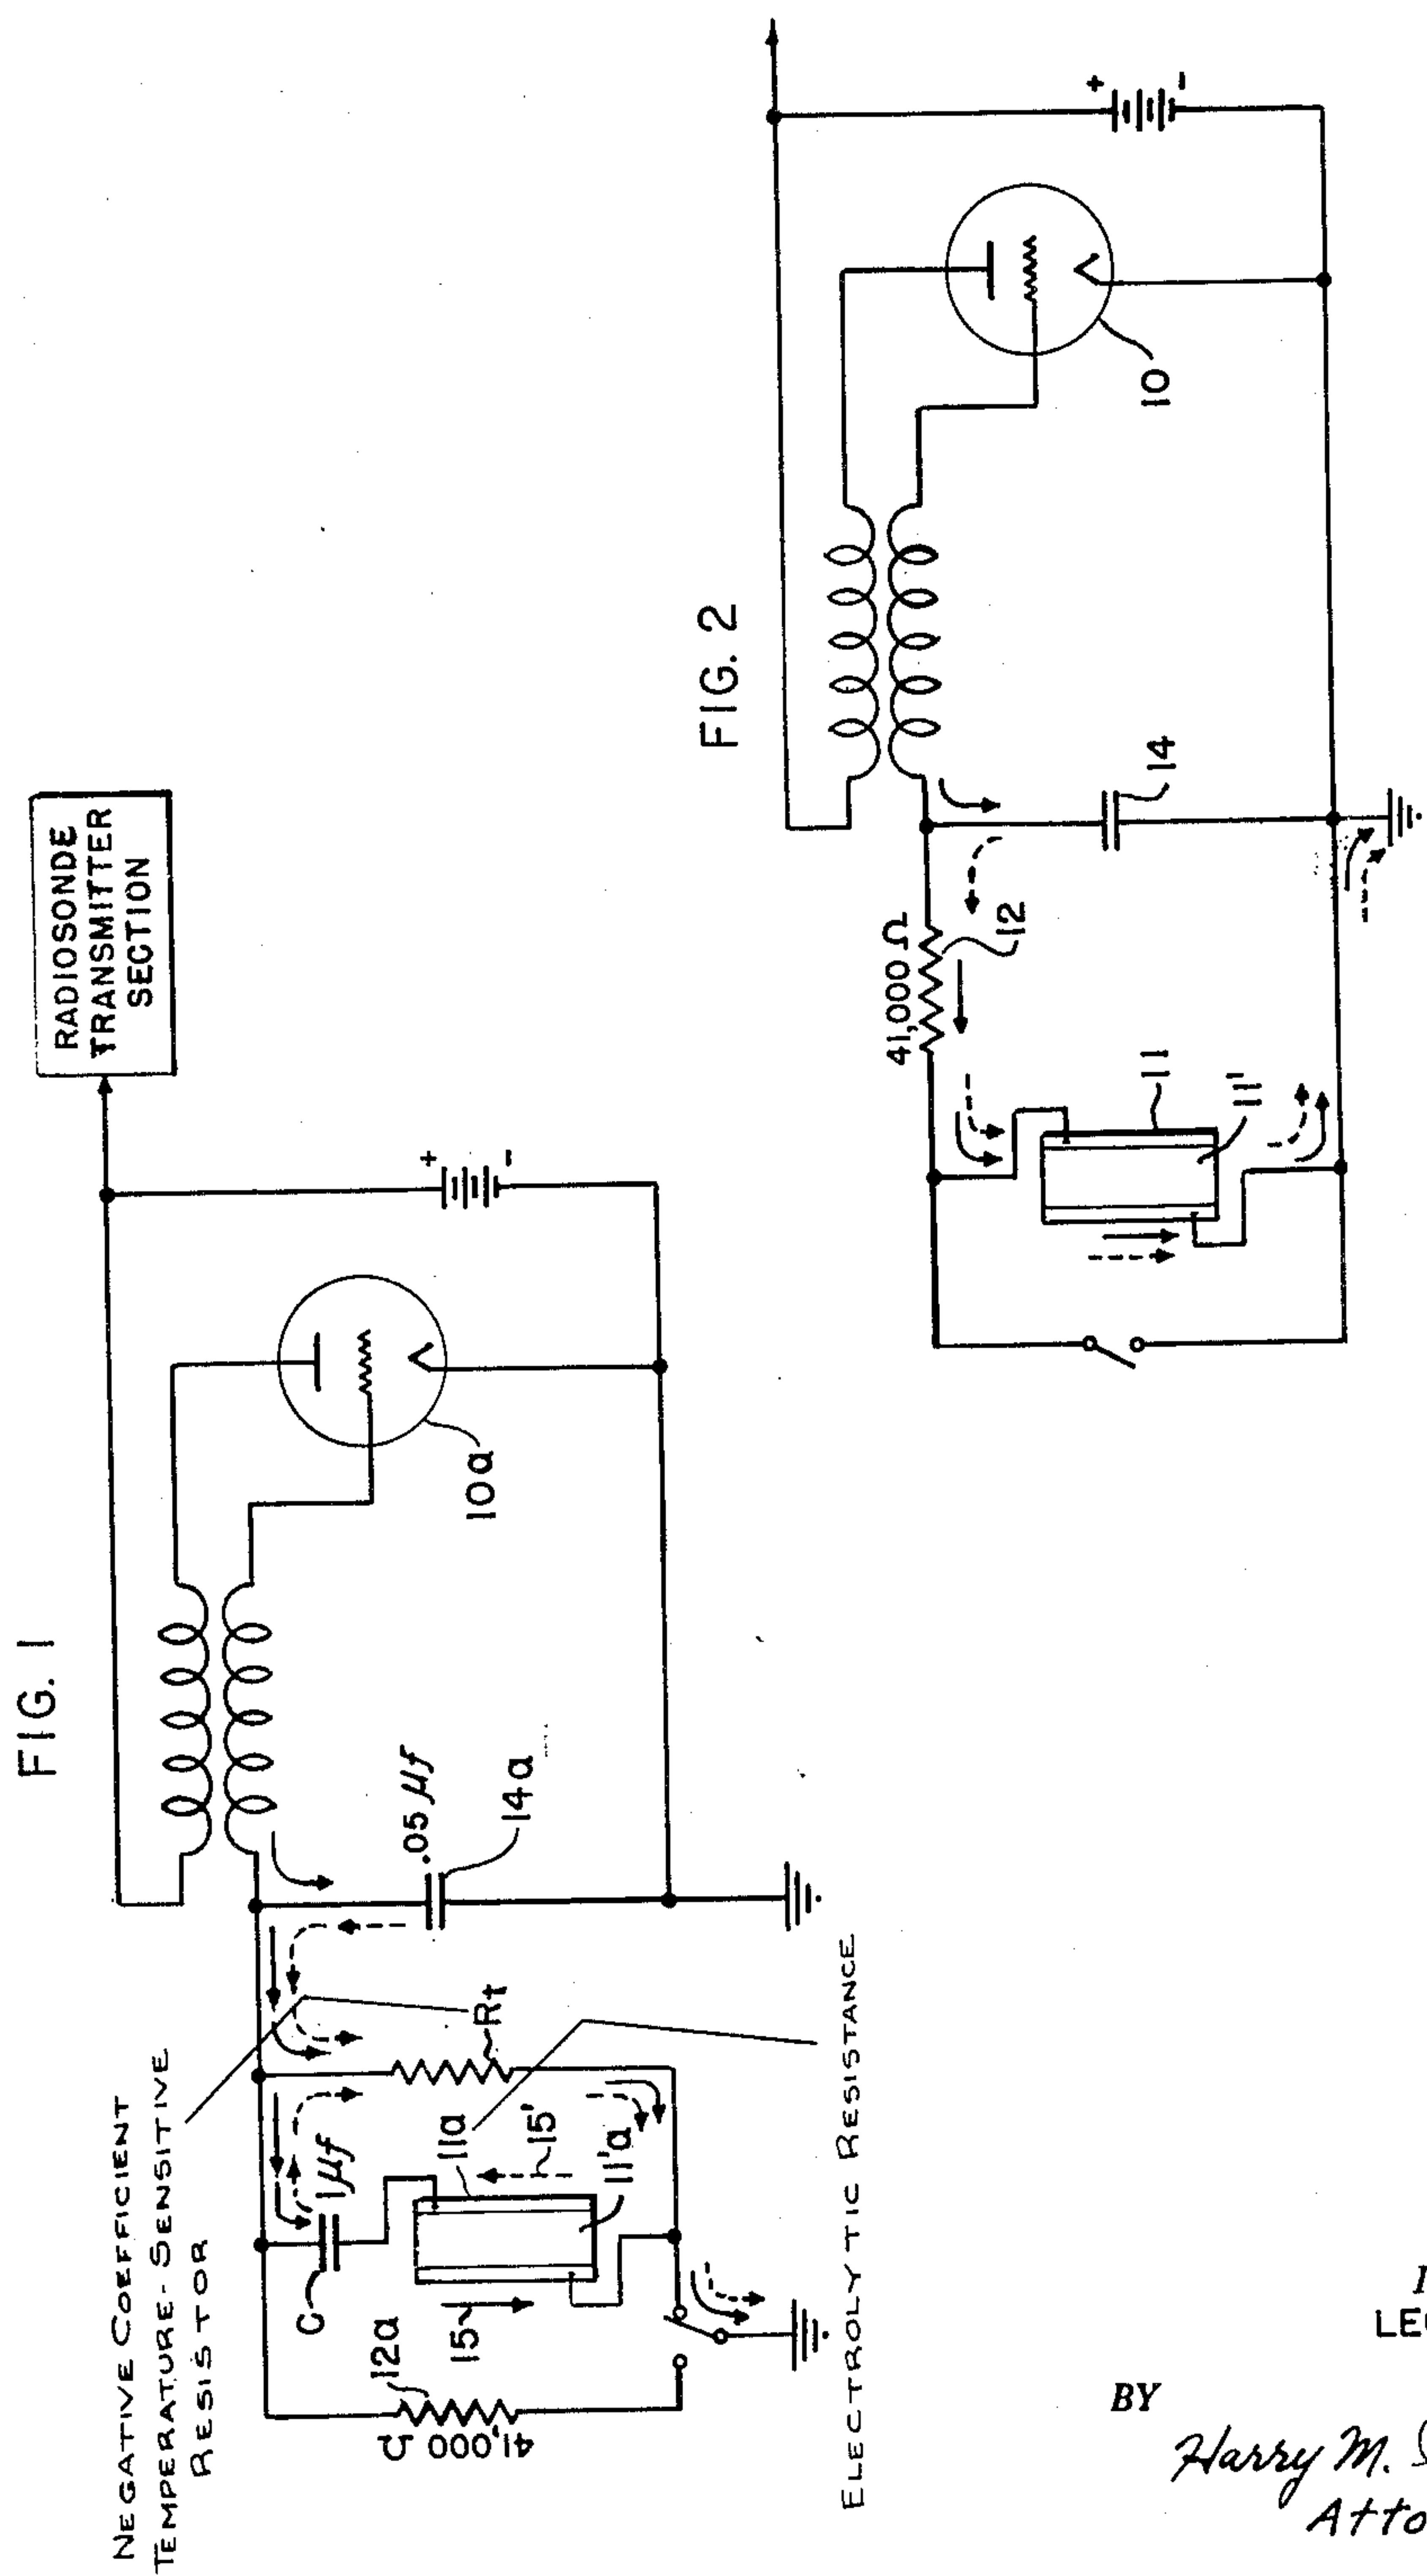 FIG. 1
RADIOSONDE
TRANSMITTER
SECTION
+
-
10a
.05 μf
14a
NEGATIVE COEFFICIENT
TEMPERATURE-SENSITIVE
RESISTOR
Rt
1μf
C
11a
15'
11'a
15
12a
41,000 Ω
ELECTROLYTIC RESISTANCE
FIG. 2
+
-
10
14
12
41,000 Ω
11
11'
BY
Harry M.